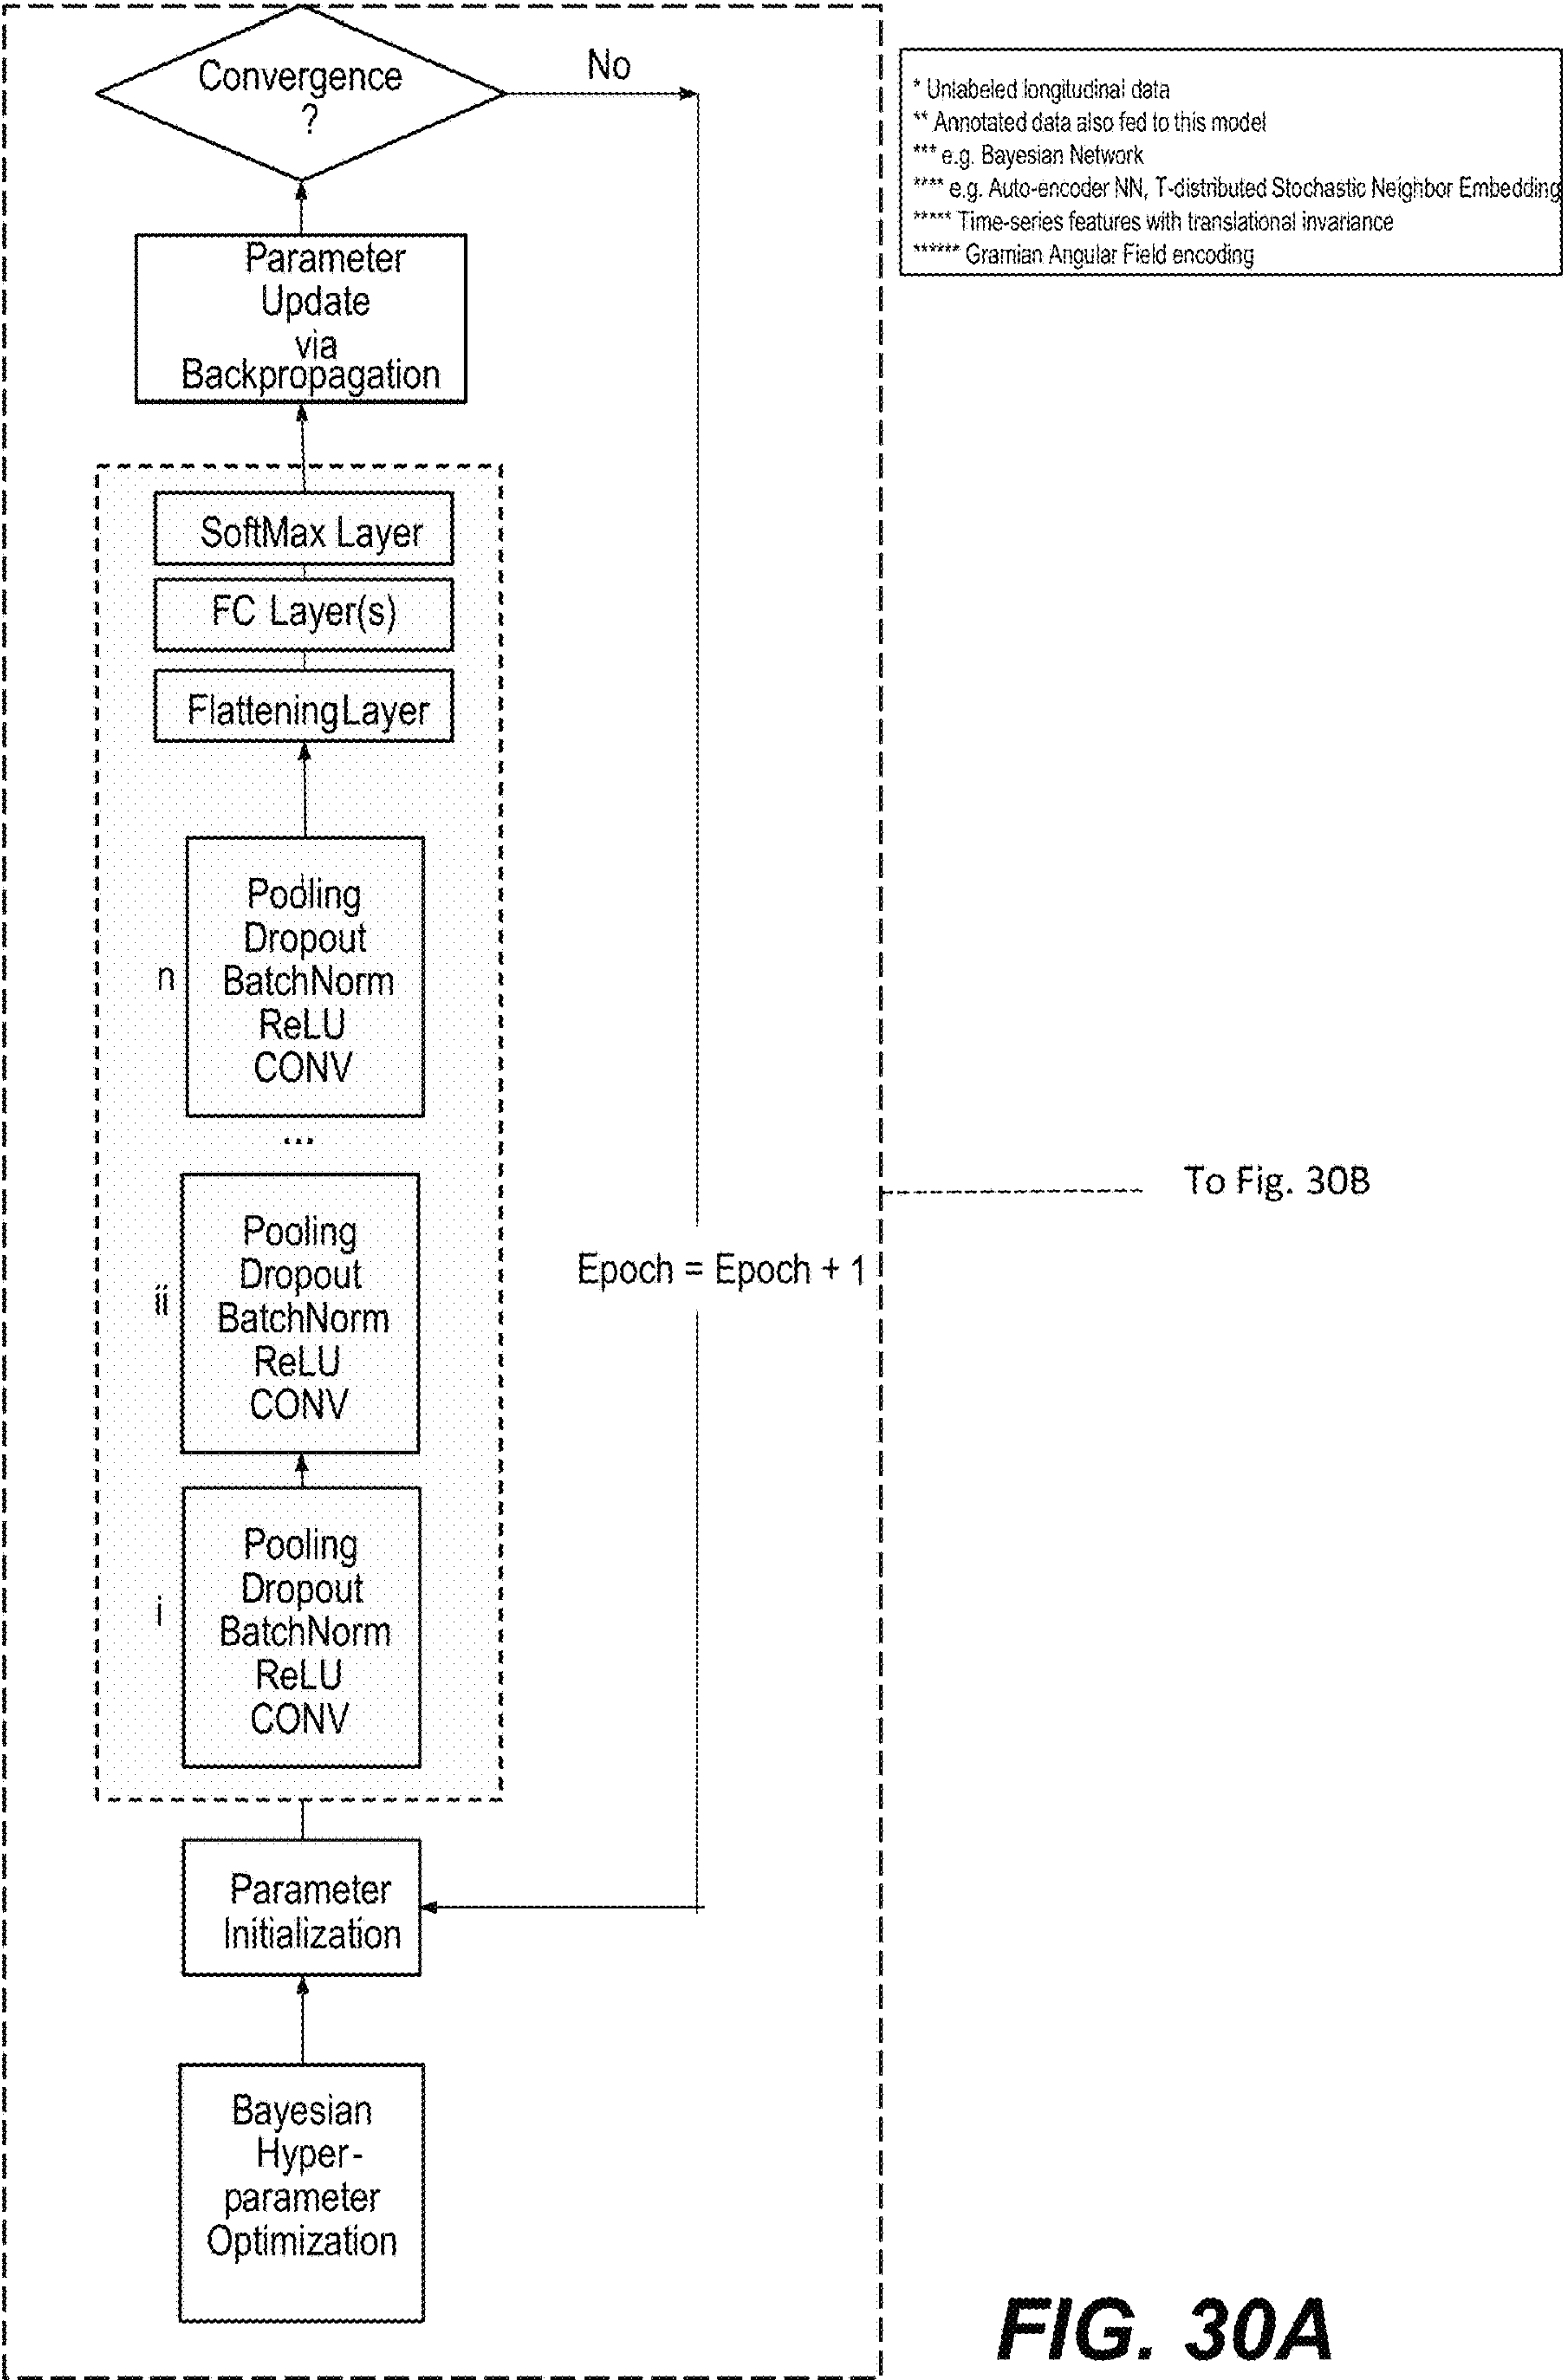 Convergence
?
No
* Unlabeled longitudinal data
** Annotated data also fed to this model
*** e.g. Bayesian Network
**** e.g. Auto-encoder NN, T-distributed Stochastic Neighbor Embedding
***** Time-series features with translational invariance
****** Gramian Angular Field encoding
Parameter
Update
via
Backpropagation
SoftMax Layer
FC Layer(s)
FlatteningLayer
n
Pooling
Dropout
BatchNorm
ReLU
CONV
...
ii
Pooling
Dropout
BatchNorm
ReLU
CONV
To Fig. 30B
Epoch = Epoch + 1
i
Pooling
Dropout
BatchNorm
ReLU
CONV
Parameter
Initialization
Bayesian
Hyper-
parameter
Optimization
FIG. 30A